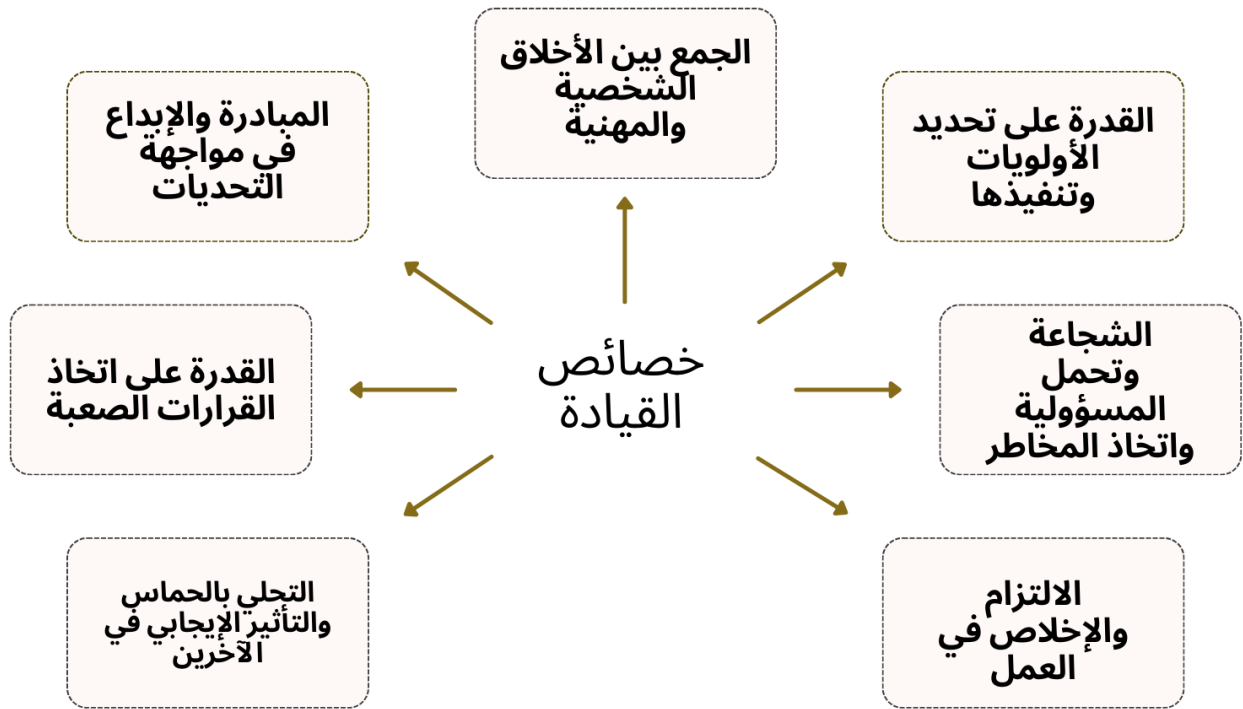 خصائص
القيادة
الجمع بين الأخلاق
الشخصية
والمهنية
القدرة على تحديد
الأولويات
وتنفيذها
الشجاعة
وتحمل
المسؤولية
واتخاذ المخاطر
الالتزام
والإخلاص في
العمل
المبادرة والإبداع
في مواجهة
التحديات
القدرة على اتخاذ
القرارات الصعبة
التحلي بالحماس
والتأثير الإيجابي في
الآخرين